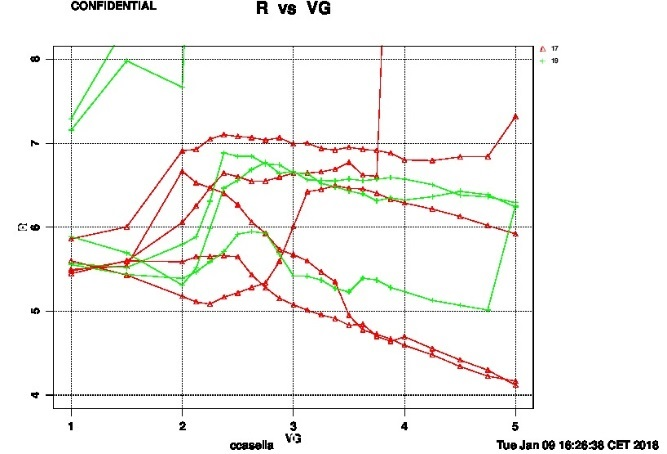 CONFIDENTIAL
R vs VG
17
19
8
7
6
5
4
R
1 2 3 4 5
VG
ccasella
Tue Jan 09 16:26:38 CET 2018